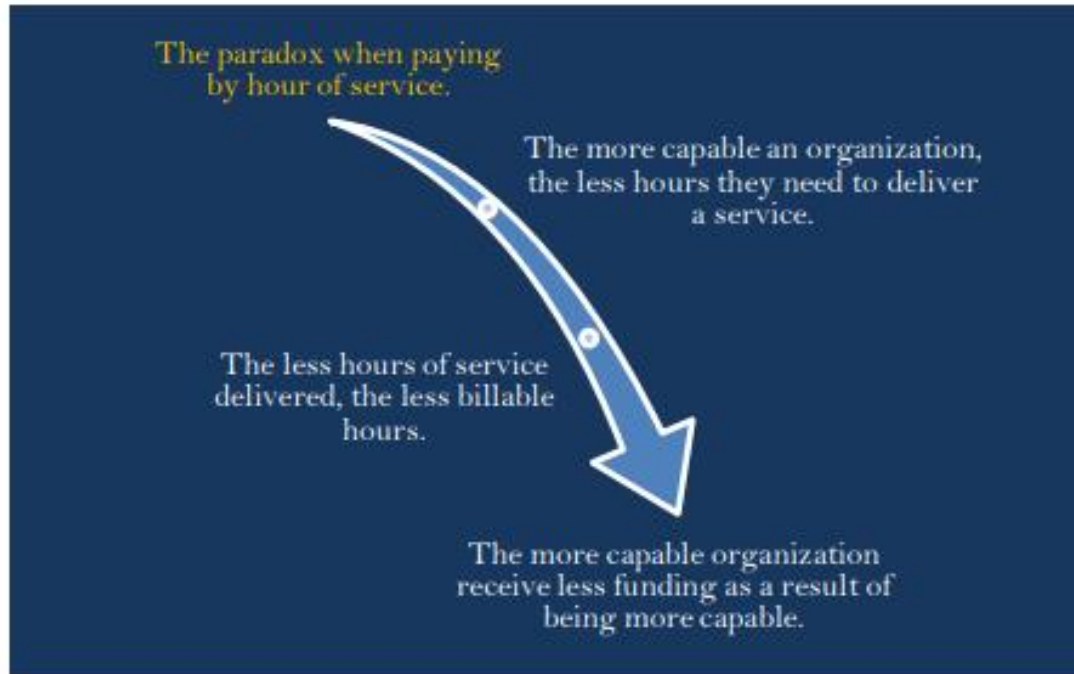 The paradox when paying
by hour of service.
The more capable an organization,
the less hours they need to deliver
a service.
The less hours of service
delivered, the less billable
hours.
The more capable organization
receive less funding as a result of
being more capable.